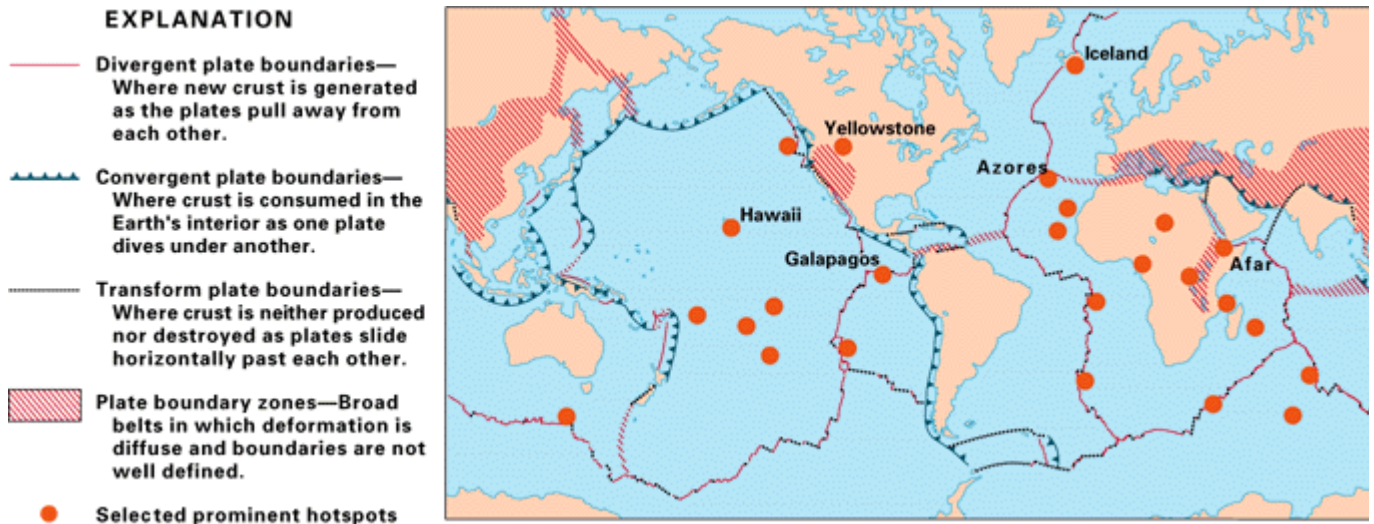 EXPLANATION
Divergent plate boundaries—
Where new crust is generated
as the plates pull away from
each other.
Convergent plate boundaries—
Where crust is consumed in the
Earth's interior as one plate
dives under another.
Transform plate boundaries—
Where crust is neither produced
nor destroyed as plates slide
horizontally past each other.
Plate boundary zones—Broad
belts in which deformation is
diffuse and boundaries are not
well defined.
Selected prominent hotspots
Iceland
Yellowstone
Azores
Hawaii
Galapagos
Afar